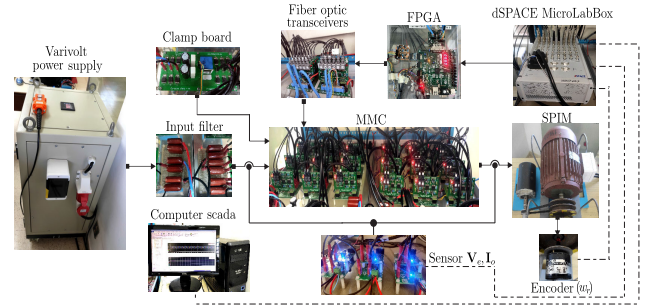 Varivolt
power supply
Clamp board
Fiber optic
transceivers
FPGA
dSPACE MicroLabBox
Input filter
MMC
SPIM
Computer scada
Sensor V_e, I_o
Encoder (w_r)